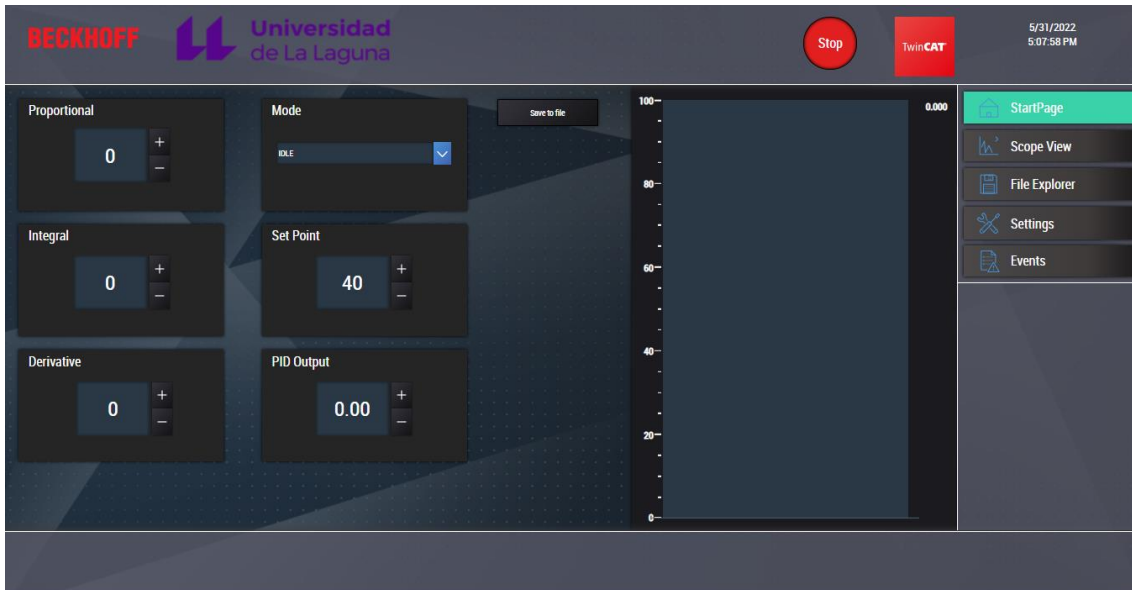 BECKHOFF
Universidad
de La Laguna
Stop
TwinCAT
5/31/2022
5:07:58 PM
Proportional
0
+
−
Mode
IDLE
Save to file
Integral
0
+
−
Set Point
40
+
−
Derivative
0
+
−
PID Output
0.00
+
−
100
80
60
40
20
0
0.000
StartPage
Scope View
File Explorer
Settings
Events